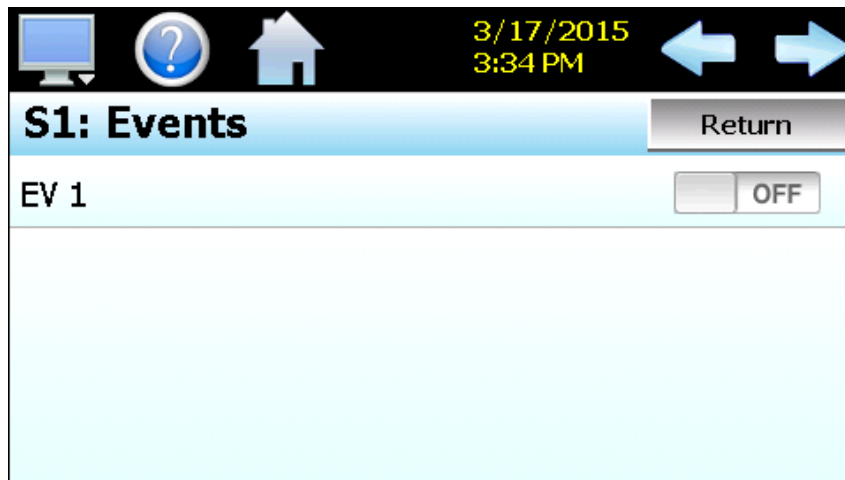 3/17/2015
3:34 PM
S1: Events
Return
EV 1
OFF